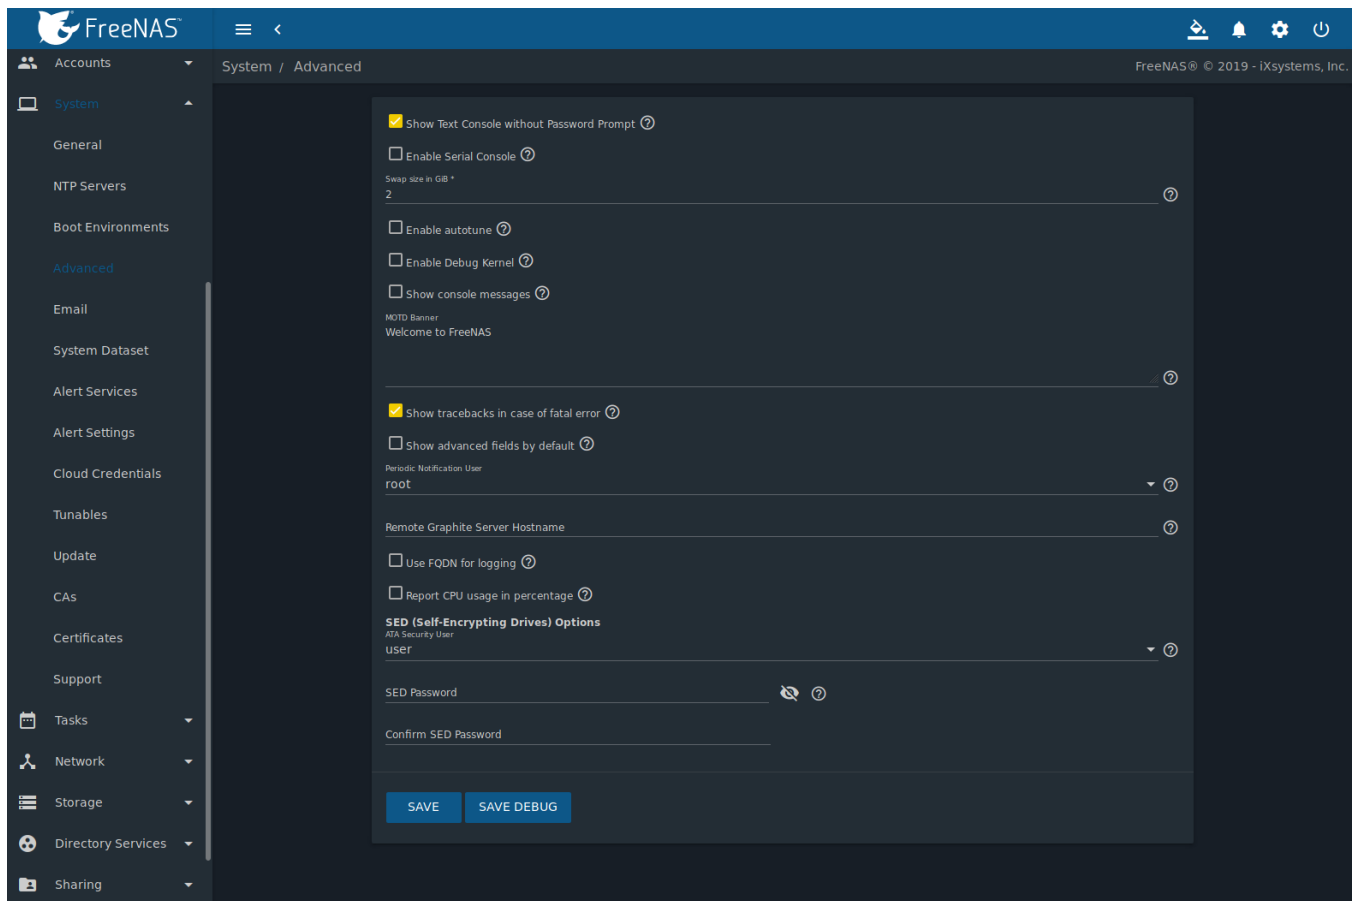 FreeNAS™
Accounts
System
General
NTP Servers
Boot Environments
Advanced
Email
System Dataset
Alert Services
Alert Settings
Cloud Credentials
Tunables
Update
CAs
Certificates
Support
Tasks
Network
Storage
Directory Services
Sharing
System / Advanced
FreeNAS® © 2019 - iXsystems, Inc.
Show Text Console without Password Prompt
Enable Serial Console
Swap size in GiB *
2
Enable autotune
Enable Debug Kernel
Show console messages
MOTD Banner
Welcome to FreeNAS
Show tracebacks in case of fatal error
Show advanced fields by default
Periodic Notification User
root
Remote Graphite Server Hostname
Use FQDN for logging
Report CPU usage in percentage
SED (Self-Encrypting Drives) Options
ATA Security User
user
SED Password
Confirm SED Password
SAVE SAVE DEBUG